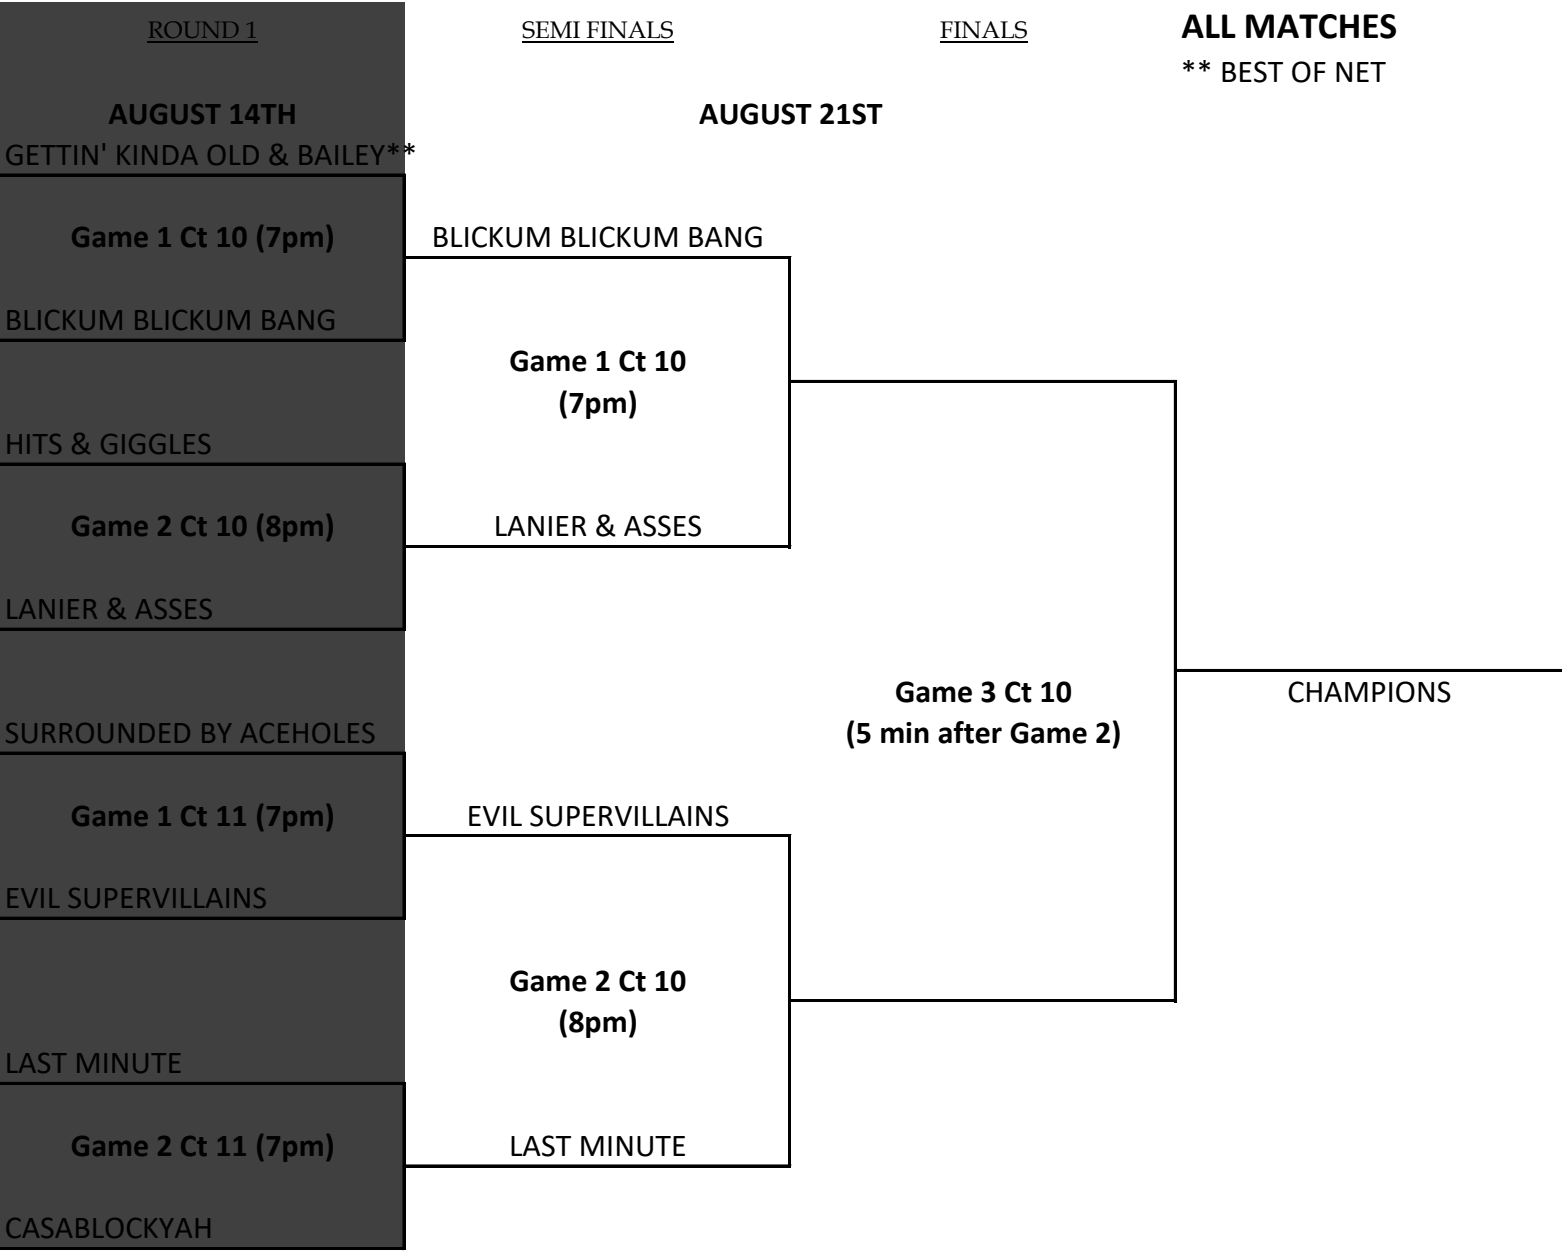 ROUND 1
SEMI FINALS
FINALS
ALL MATCHES
** BEST OF NET
AUGUST 14TH
AUGUST 21ST
GETTIN' KINDA OLD & BAILEY**
Game 1 Ct 10 (7pm)
BLICKUM BLICKUM BANG
BLICKUM BLICKUM BANG
Game 1 Ct 10
(7pm)
HITS & GIGGLES
Game 2 Ct 10 (8pm)
LANIER & ASSES
LANIER & ASSES
Game 3 Ct 10
(5 min after Game 2)
CHAMPIONS
SURROUNDED BY ACEHOLES
Game 1 Ct 11 (7pm)
EVIL SUPERVILLAINS
EVIL SUPERVILLAINS
Game 2 Ct 10
(8pm)
LAST MINUTE
Game 2 Ct 11 (7pm)
LAST MINUTE
CASABLOCKYAH